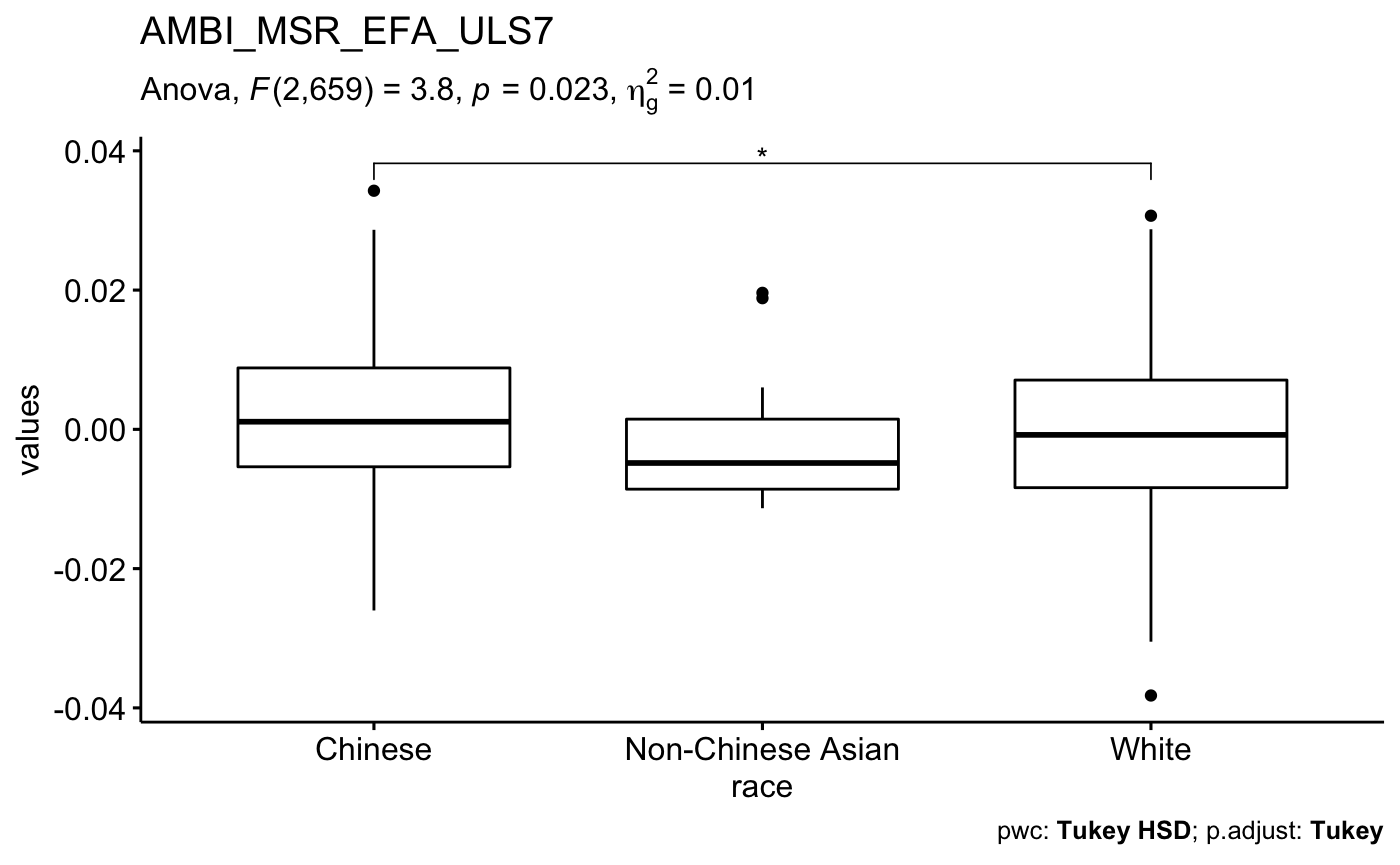 AMBI_MSR_EFA_ULS7
Anova, F(2,659) = 3.8, p = 0.023, η²g = 0.01
0.04
*
0.02
0.00
-0.02
-0.04
values
Chinese Non-Chinese Asian White
race
pwc: Tukey HSD; p.adjust: Tukey